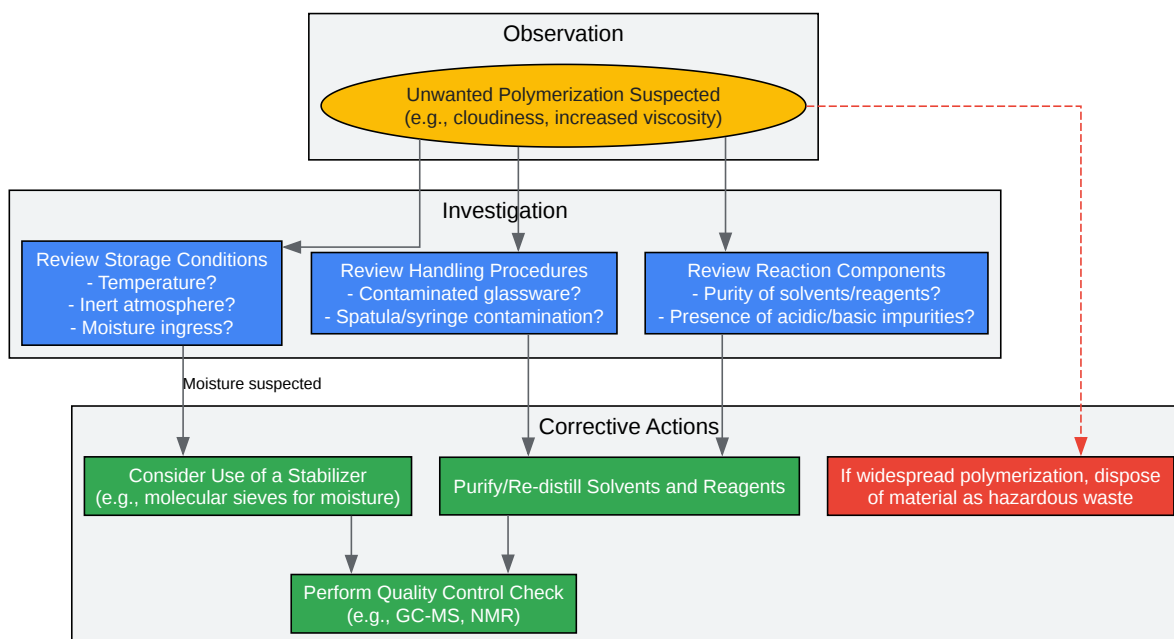 Observation
Unwanted Polymerization Suspected
(e.g., cloudiness, increased viscosity)
Investigation
Review Storage Conditions
- Temperature?
- Inert atmosphere?
- Moisture ingress?
Review Handling Procedures
- Contaminated glassware?
- Spatula/syringe contamination?
Review Reaction Components
- Purity of solvents/reagents?
- Presence of acidic/basic impurities?
Moisture suspected
Corrective Actions
Consider Use of a Stabilizer
(e.g., molecular sieves for moisture)
Purify/Re-distill Solvents and Reagents
If widespread polymerization, dispose
of material as hazardous waste
Perform Quality Control Check
(e.g., GC-MS, NMR)